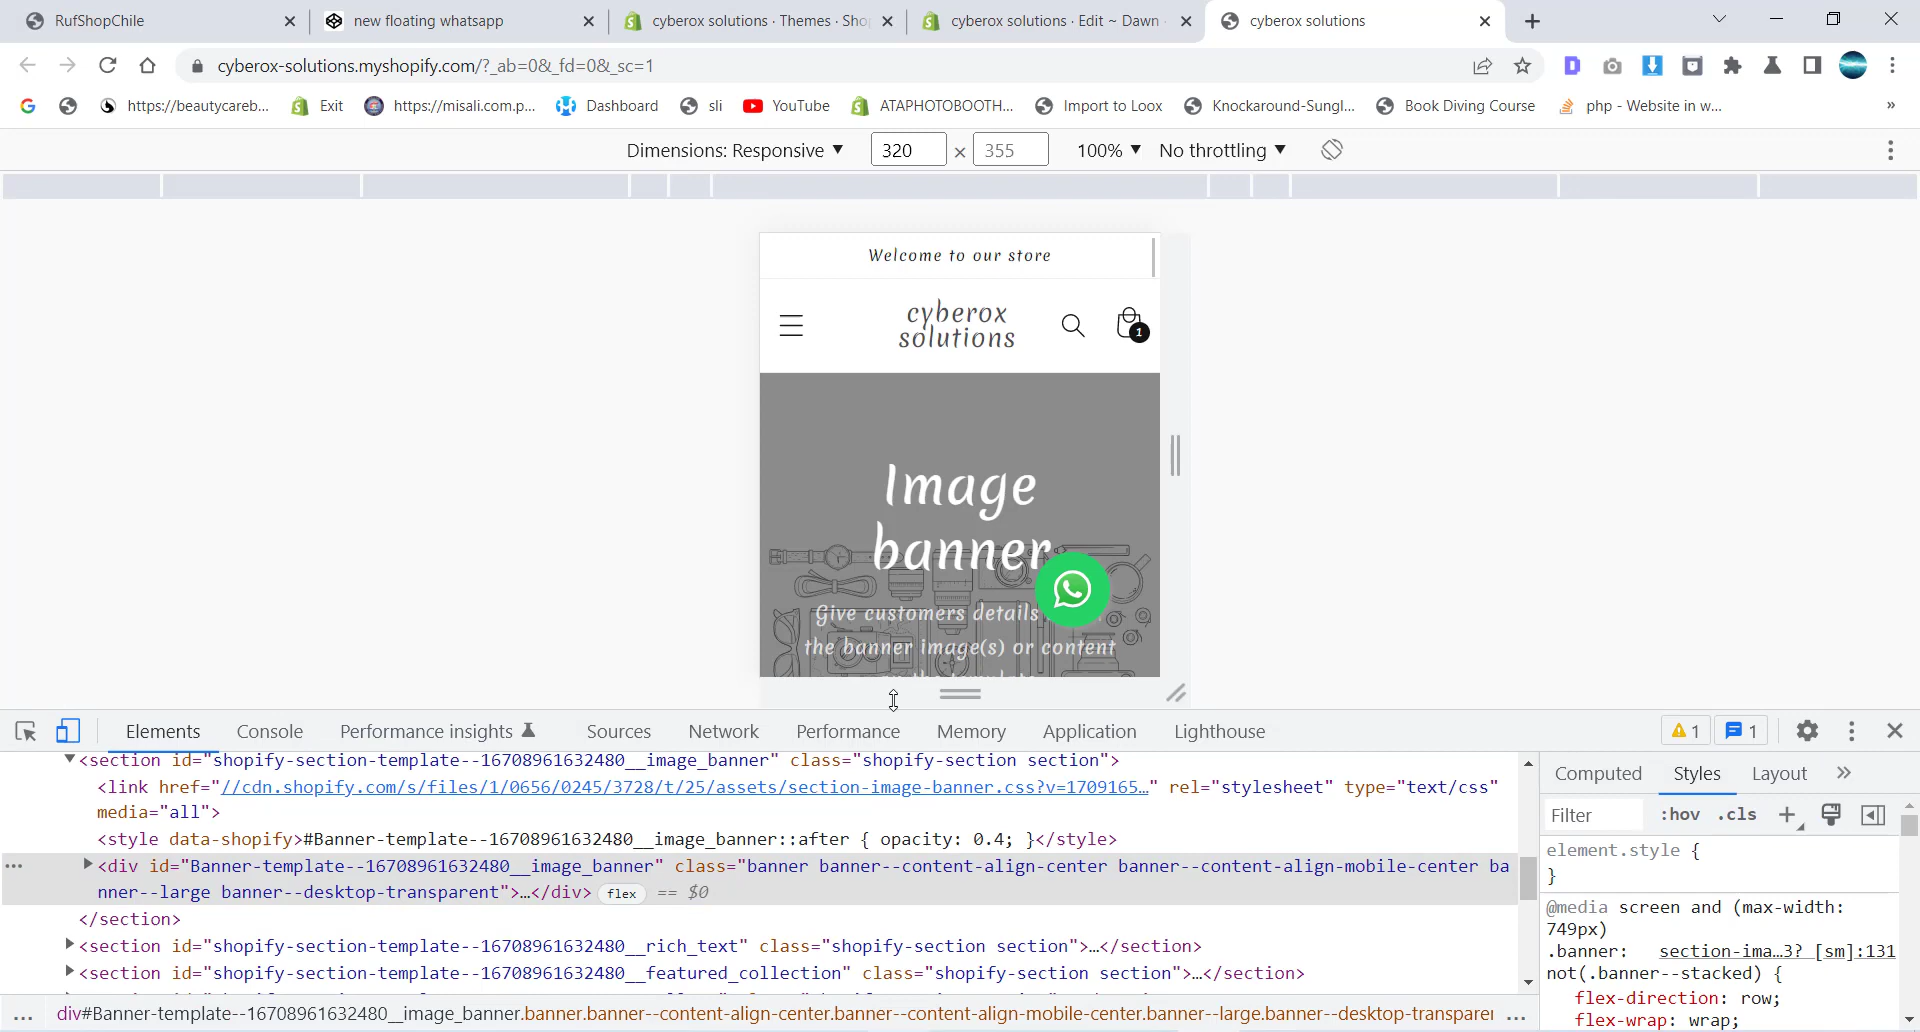 RufShopChile
new floating whatsapp
cyberox solutions · Themes · Sho
cyberox solutions · Edit ~ Dawn ·
cyberox solutions
cyberox-solutions.myshopify.com/?_ab=0&_fd=0&_sc=1
https://beautycareb...
Exit
https://misali.com.p...
Dashboard
sli
YouTube
ATAPHOTOBOOTH...
Import to Loox
Knockaround-Sungl...
Book Diving Course
php - Website in w...
»
Dimensions: Responsive
320 × 355
100%
No throttling
Welcome to our store
cyberox
solutions
1
Image
banner
Give customers details
the banner image(s) or content
Elements
Console
Performance insights
Sources
Network
Performance
Memory
Application
Lighthouse
1
1
<section id="shopify-section-template--16708961632480__image_banner" class="shopify-section section">
<link href="//cdn.shopify.com/s/files/1/0656/0245/3728/t/25/assets/section-image-banner.css?v=1709165…" rel="stylesheet" type="text/css"
media="all">
<style data-shopify>#Banner-template--16708961632480__image_banner::after { opacity: 0.4; }</style>
<div id="Banner-template--16708961632480__image_banner" class="banner banner--content-align-center banner--content-align-mobile-center ba
nner--large banner--desktop-transparent">…</div> flex == $0
</section>
<section id="shopify-section-template--16708961632480__rich_text" class="shopify-section section">…</section>
<section id="shopify-section-template--16708961632480__featured_collection" class="shopify-section section">…</section>
... div#Banner-template--16708961632480__image_banner.banner.banner--content-align-center.banner--content-align-mobile-center.banner--large.banner--desktop-transparer ...
Computed
Styles
Layout
»
Filter
:hov
.cls
+
element.style {
}
@media screen and (max-width:
749px)
.banner: section-ima…3? [sm]:131
not(.banner--stacked) {
flex-direction: row;
flex-wrap: wrap;